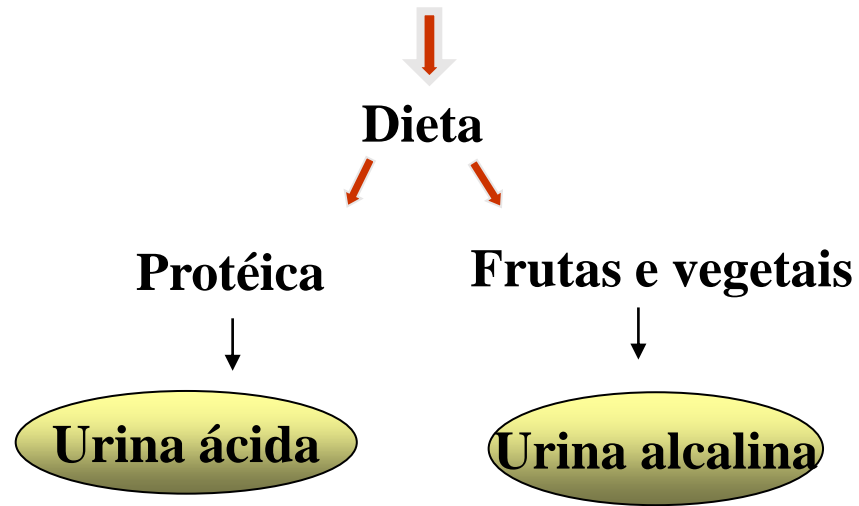 Dieta
Protéica
Frutas e vegetais
Urina ácida
Urina alcalina